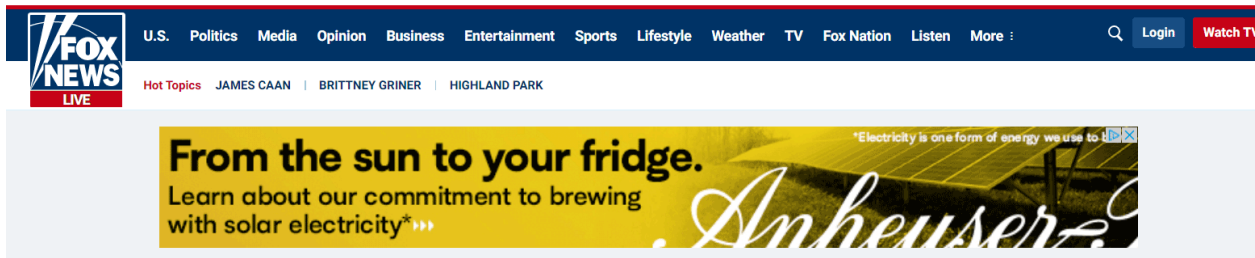 FOX
NEWS
LIVE
U.S. Politics Media Opinion Business Entertainment Sports Lifestyle Weather TV Fox Nation Listen More Login Watch TV
Hot Topics JAMES CAAN BRITTNEY GRINER HIGHLAND PARK
From the sun to your fridge.
Learn about our commitment to brewing
with solar electricity*
*Electricity is one form of energy we use to
Anheuser-